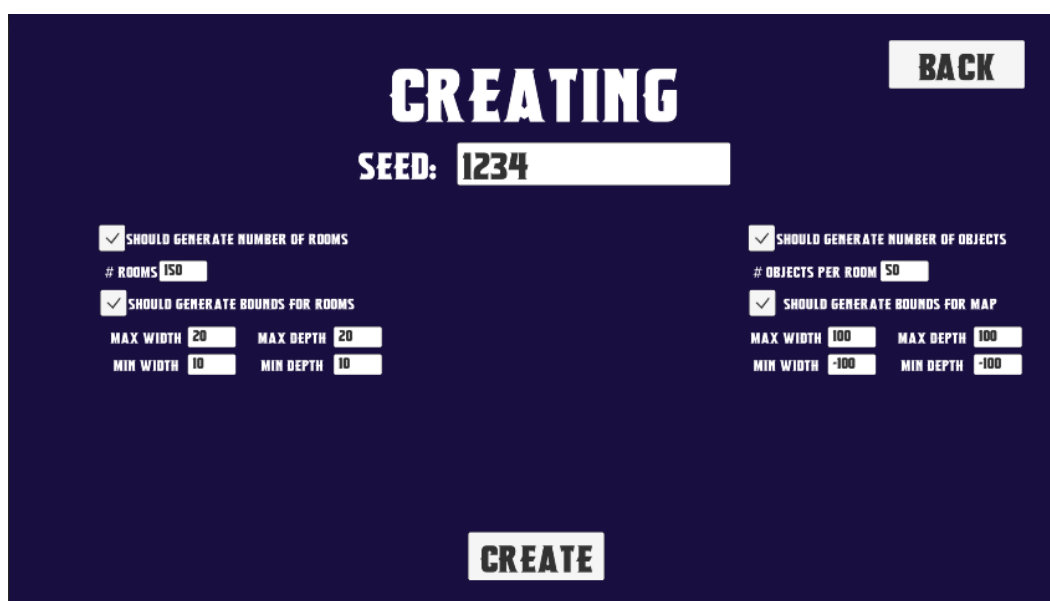 BACK
CREATING
SEED: 1234
SHOULD GENERATE NUMBER OF ROOMS
# ROOMS 150
SHOULD GENERATE BOUNDS FOR ROOMS
MAX WIDTH 20 MAX DEPTH 20
MIN WIDTH 10 MIN DEPTH 10
SHOULD GENERATE NUMBER OF OBJECTS
# OBJECTS PER ROOM 50
SHOULD GENERATE BOUNDS FOR MAP
MAX WIDTH 100 MAX DEPTH 100
MIN WIDTH -100 MIN DEPTH -100
CREATE